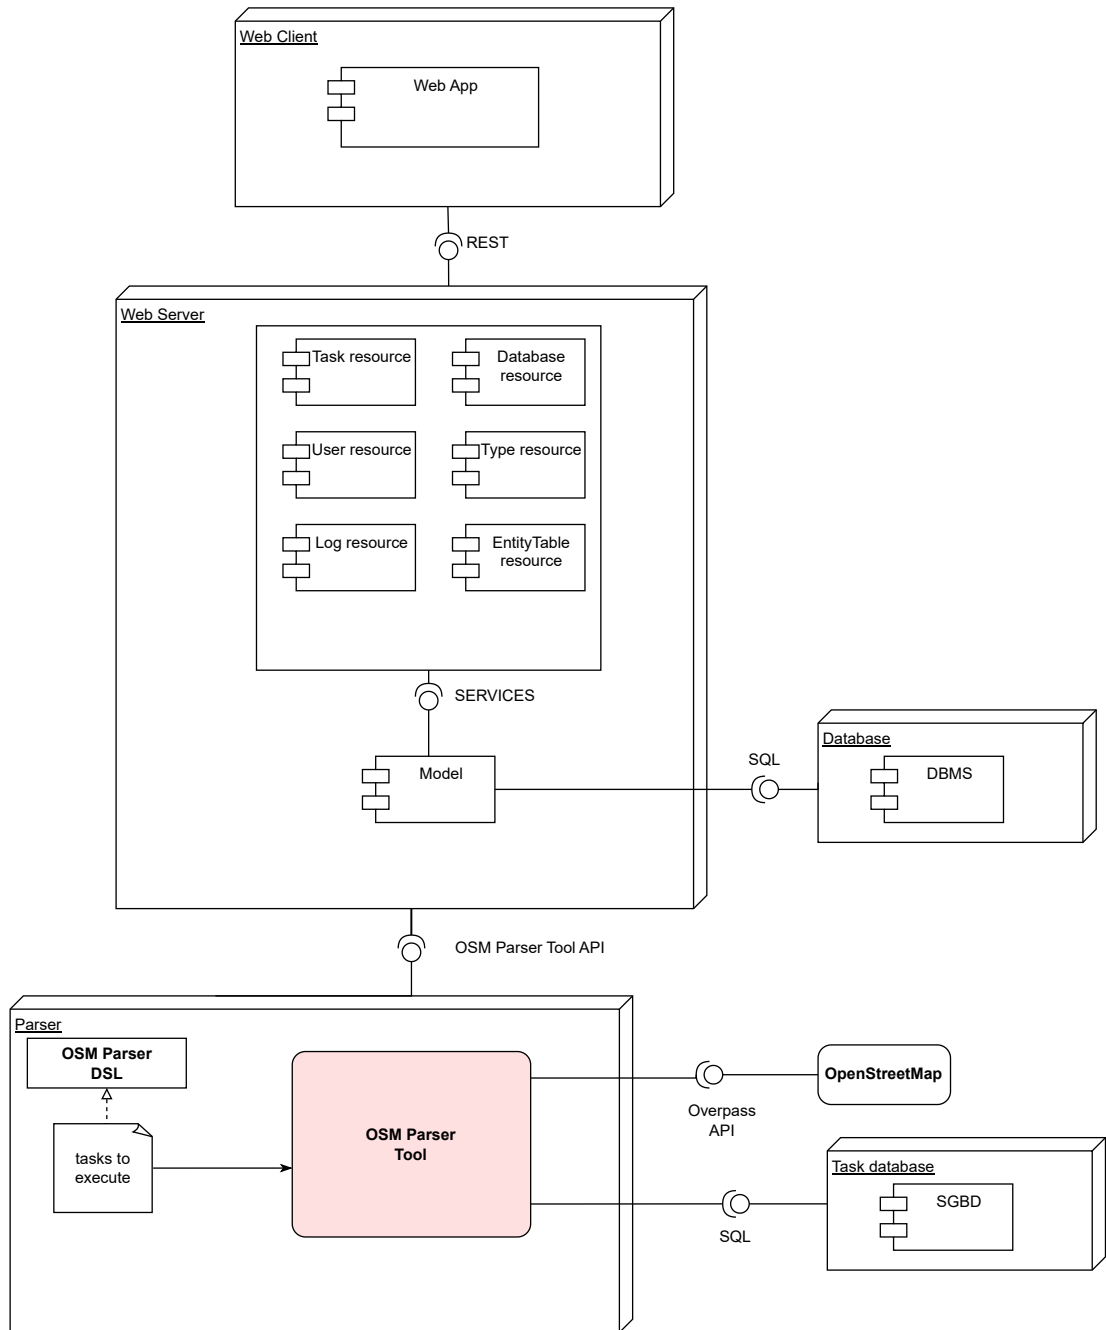 Web Client
Web App
REST
Web Server
Task resource
Database
resource
User resource
Type resource
Log resource
EntityTable
resource
SERVICES
Model
SQL
Database
DBMS
OSM Parser Tool API
Parser
OSM Parser
DSL
tasks to
execute
OSM Parser
Tool
Overpass
API
OpenStreetMap
SQL
Task database
SGBD